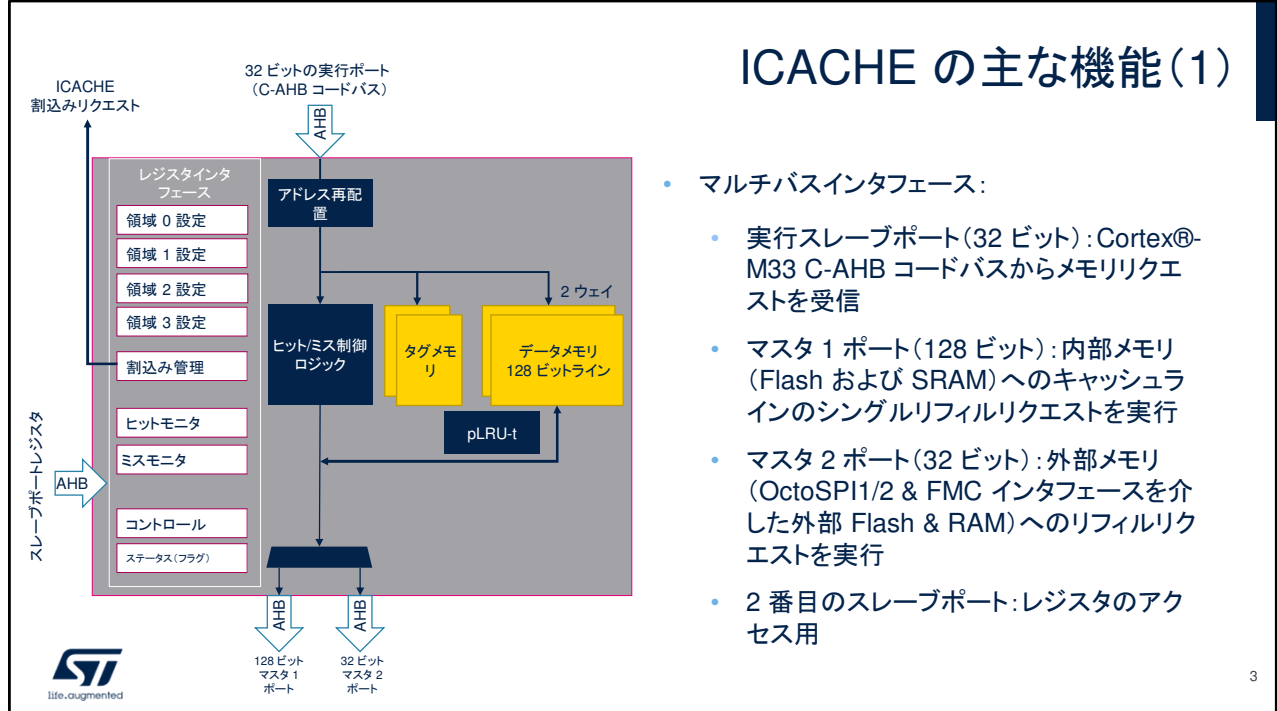 ICACHE の主な機能(1)
ICACHE
割込みリクエスト
32 ビットの実行ポート
(C-AHB コードバス)
AHB
レジスタインタ
フェース
領域 0 設定
領域 1 設定
領域 2 設定
領域 3 設定
割込み管理
ヒットモニタ
ミスモニタ
コントロール
ステータス(フラグ)
スレーブポートレジスタ
AHB
アドレス再配
置
ヒット/ミス制御
ロジック
タグメモ
リ
2 ウェイ
データメモリ
128 ビットライン
pLRU-t
AHB
AHB
128 ビット
マスタ 1
ポート
32 ビット
マスタ 2
ポート
• マルチバスインタフェース:
• 実行スレーブポート(32 ビット):Cortex®-
M33 C-AHB コードバスからメモリリクエ
ストを受信
• マスタ 1 ポート(128 ビット):内部メモリ
(Flash および SRAM)へのキャッシュラ
インのシングルリフィルリクエストを実行
• マスタ 2 ポート(32 ビット):外部メモリ
(OctoSPI1/2 & FMC インタフェースを介
した外部 Flash & RAM)へのリフィルリク
エストを実行
• 2 番目のスレーブポート:レジスタのアク
セス用
ST
life.augmented
3